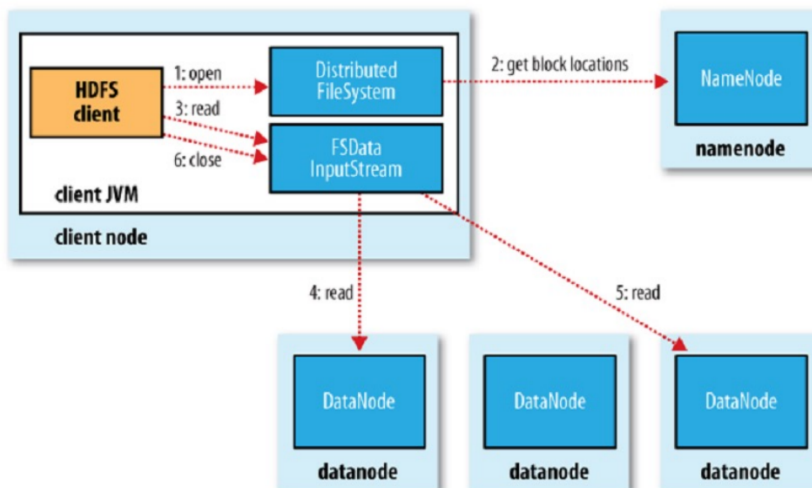 1: open
Distributed
FileSystem
2: get block locations
NameNode
HDFS
client
3: read
6: close
FSData
InputStream
namenode
client JVM
client node
4: read
5: read
DataNode
DataNode
DataNode
datanode
datanode
datanode